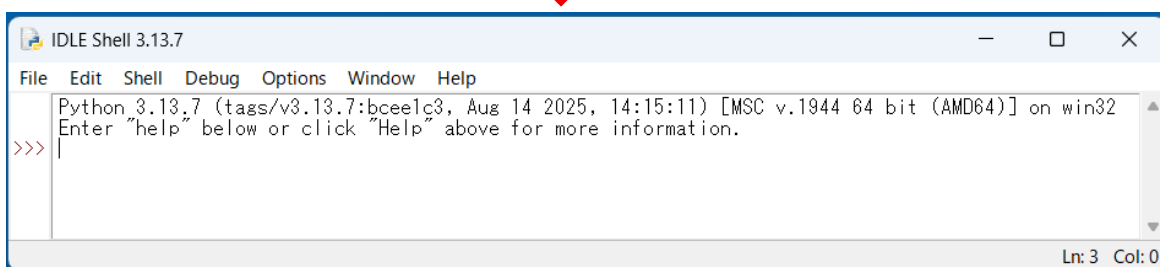 IDLE Shell 3.13.7
File Edit Shell Debug Options Window Help
Python 3.13.7 (tags/v3.13.7:bcee1c3, Aug 14 2025, 14:15:11) [MSC v.1944 64 bit (AMD64)] on win32
Enter "help" below or click "Help" above for more information.
>>>
Ln: 3 Col: 0